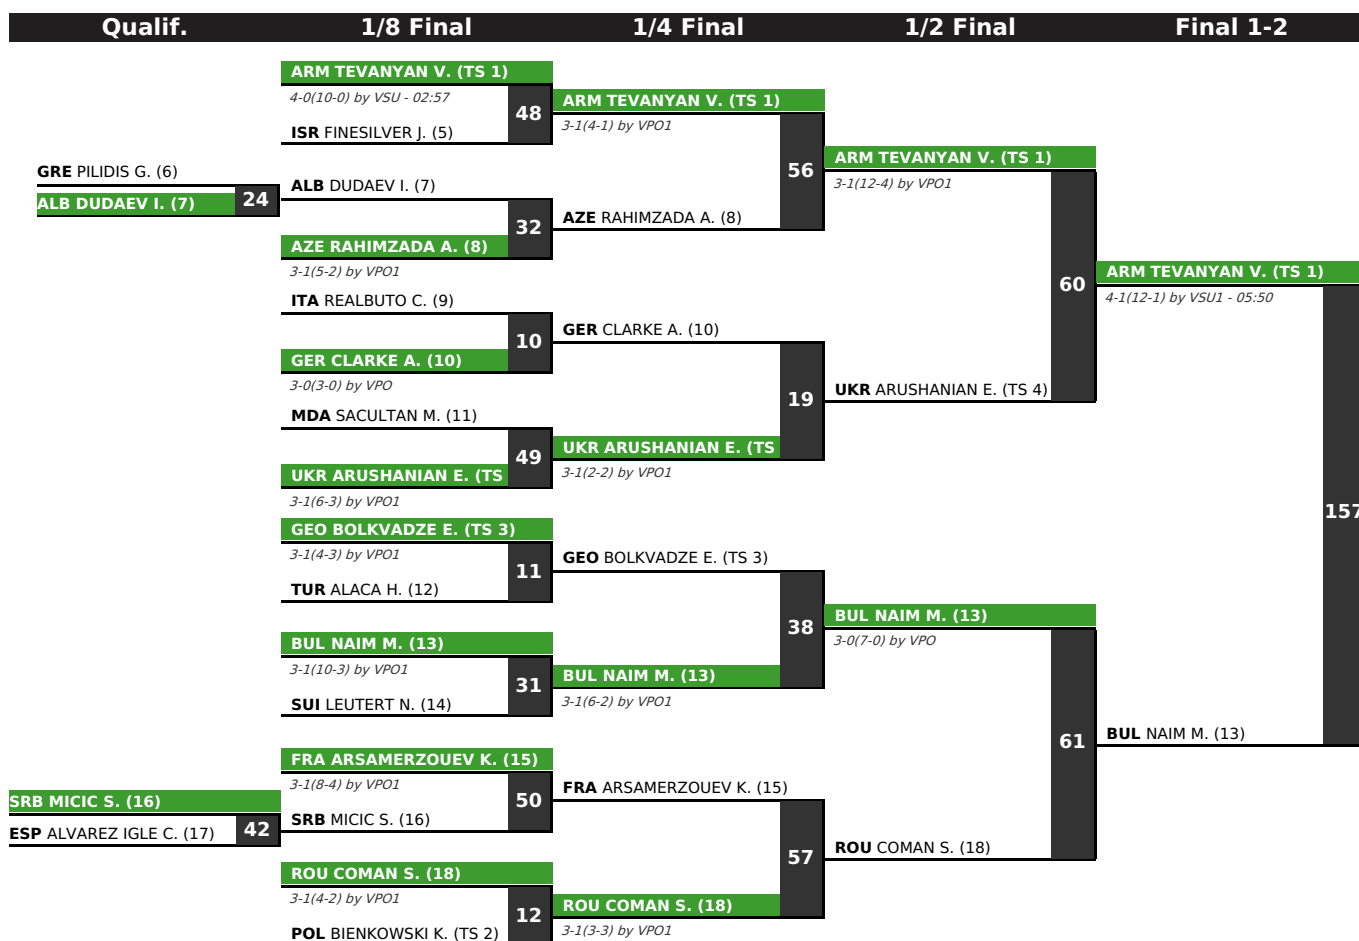 Qualif.
1/8 Final
1/4 Final
1/2 Final
Final 1-2
GRE PILIDIS G. (6)
ALB DUDAEV I. (7)
24
SRB MICIC S. (16)
ESP ALVAREZ IGLE C. (17)
42
ARM TEVANYAN V. (TS 1)
4-0(10-0) by VSU - 02:57
48
ISR FINESILVER J. (5)
ALB DUDAEV I. (7)
32
AZE RAHIMZADA A. (8)
3-1(5-2) by VPO1
ITA REALBUTO C. (9)
10
GER CLARKE A. (10)
3-0(3-0) by VPO
MDA SACULTAN M. (11)
49
UKR ARUSHANIAN E. (TS
3-1(6-3) by VPO1
GEO BOLKVADZE E. (TS 3)
3-1(4-3) by VPO1
11
TUR ALACA H. (12)
BUL NAIM M. (13)
3-1(10-3) by VPO1
31
SUI LEUTERT N. (14)
FRA ARSAMERZOUEV K. (15)
3-1(8-4) by VPO1
50
SRB MICIC S. (16)
ROU COMAN S. (18)
3-1(4-2) by VPO1
12
POL BIENKOWSKI K. (TS 2)
ARM TEVANYAN V. (TS 1)
3-1(4-1) by VPO1
56
AZE RAHIMZADA A. (8)
GER CLARKE A. (10)
19
UKR ARUSHANIAN E. (TS
3-1(2-2) by VPO1
GEO BOLKVADZE E. (TS 3)
38
BUL NAIM M. (13)
3-1(6-2) by VPO1
FRA ARSAMERZOUEV K. (15)
57
ROU COMAN S. (18)
3-1(3-3) by VPO1
ARM TEVANYAN V. (TS 1)
3-1(12-4) by VPO1
60
UKR ARUSHANIAN E. (TS 4)
BUL NAIM M. (13)
3-0(7-0) by VPO
61
ROU COMAN S. (18)
ARM TEVANYAN V. (TS 1)
4-1(12-1) by VSU1 - 05:50
157
BUL NAIM M. (13)